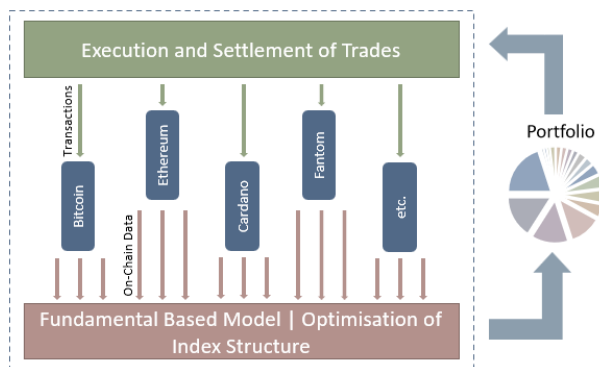 Execution and Settlement of Trades
Transactions
Bitcoin
Ethereum
Cardano
Fantom
etc.
Portfolio
On-Chain Data
Fundamental Based Model | Optimisation of
Index Structure